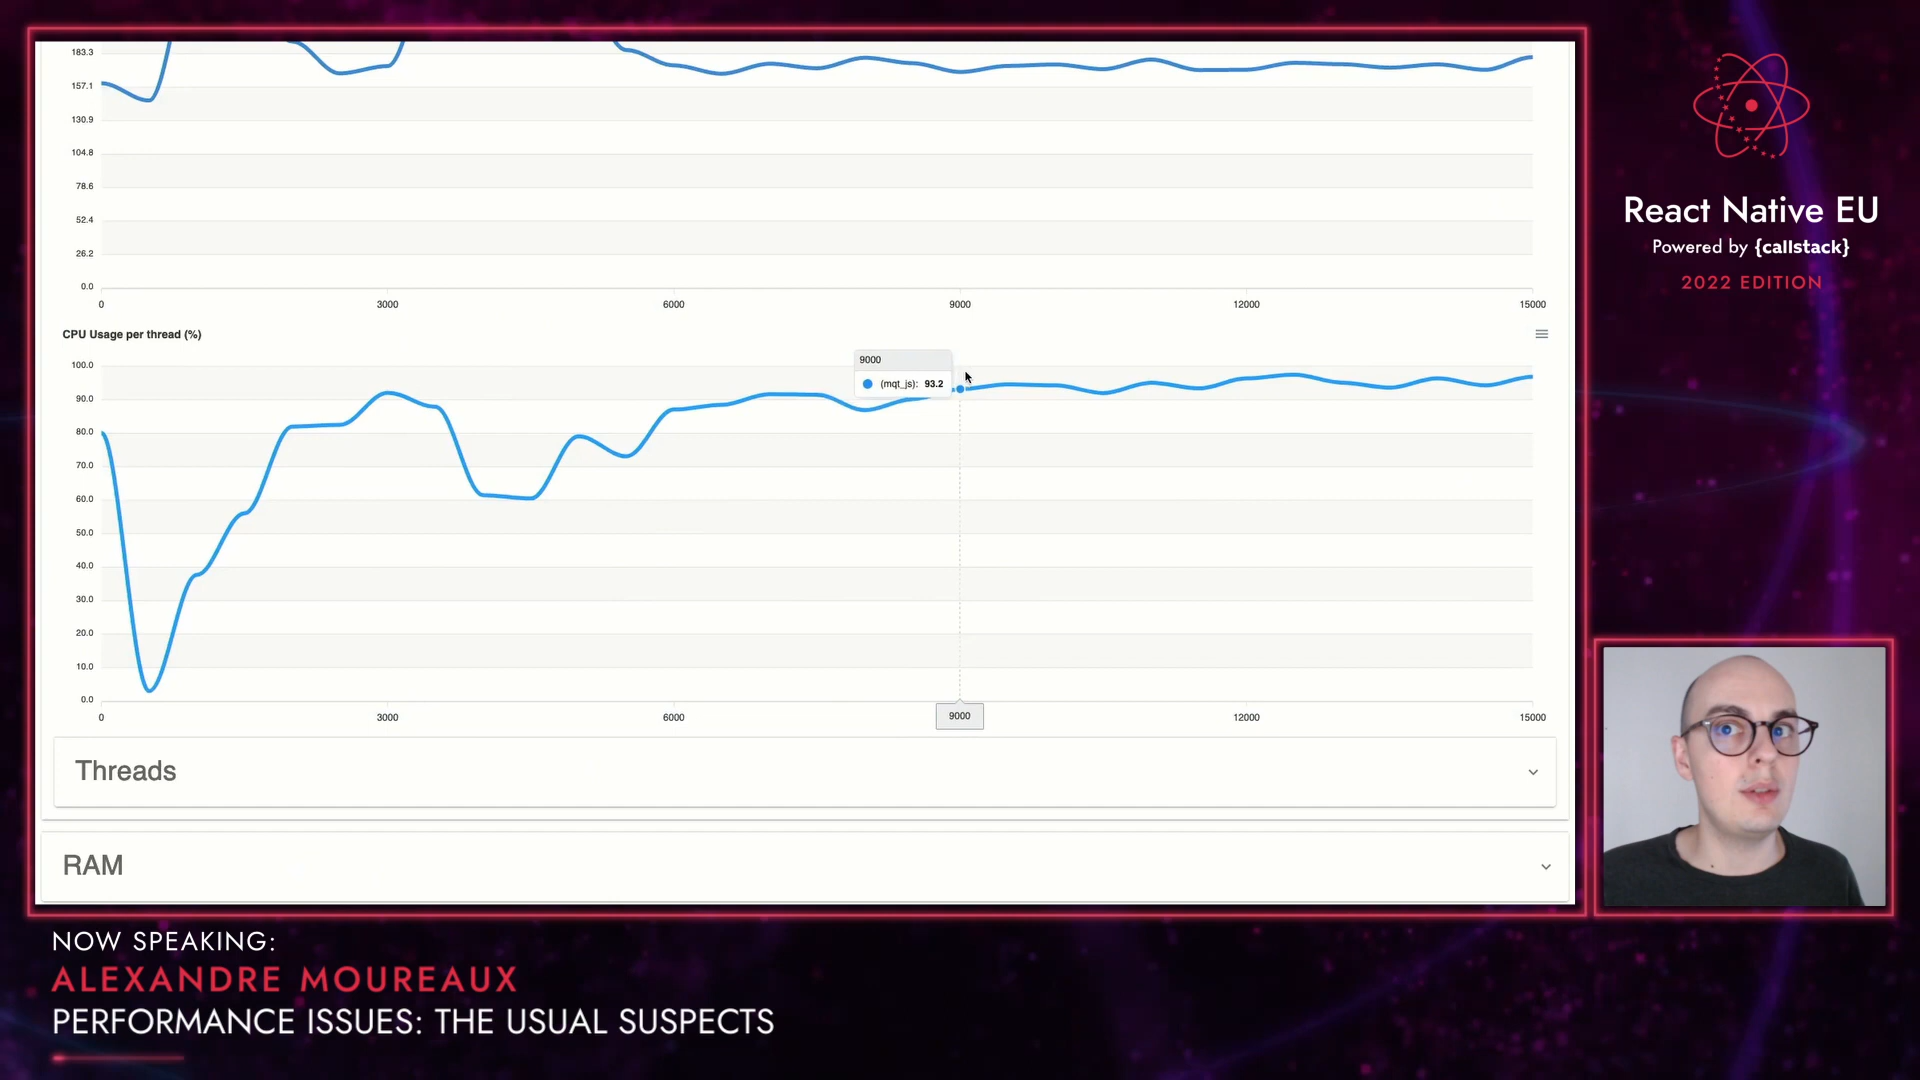 183.3
157.1
130.9
104.8
78.6
52.4
26.2
0.0
0 3000 6000 9000 12000 15000
CPU Usage per thread (%)
100.0
90.0
80.0
70.0
60.0
50.0
40.0
30.0
20.0
10.0
0.0
9000
(mqt_js): 93.2
0 3000 6000 9000 12000 15000
Threads
RAM
React Native EU
Powered by {callstack}
2022 EDITION
NOW SPEAKING:
ALEXANDRE MOUREAUX
PERFORMANCE ISSUES: THE USUAL SUSPECTS